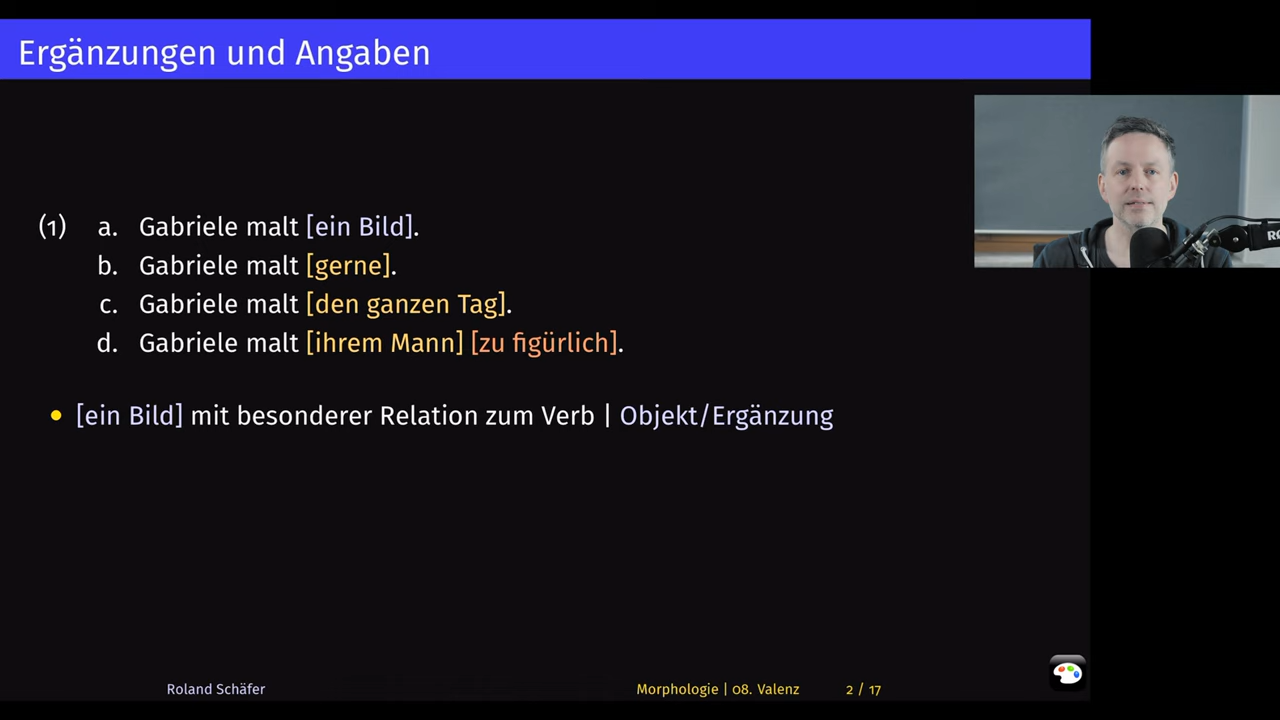 Ergänzungen und Angaben
(1) a. Gabriele malt [ein Bild].
b. Gabriele malt [gerne].
c. Gabriele malt [den ganzen Tag].
d. Gabriele malt [ihrem Mann] [zu figürlich].
• [ein Bild] mit besonderer Relation zum Verb | Objekt/Ergänzung
Roland Schäfer Morphologie | 08. Valenz 2 / 17